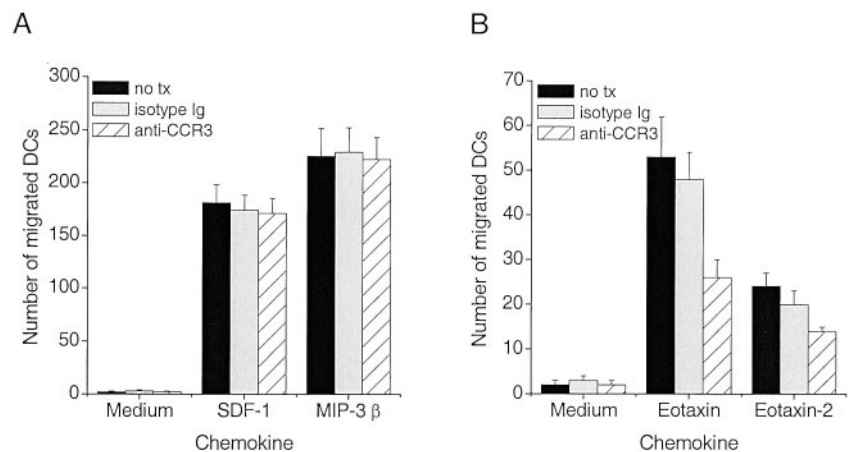 A
Number of migrated DCs
300
250
200
150
100
50
0
no tx
isotype Ig
anti-CCR3
Medium
SDF-1
MIP-3 β
Chemokine
B
Number of migrated DCs
70
60
50
40
30
20
10
0
no tx
isotype Ig
anti-CCR3
Medium
Eotaxin
Eotaxin-2
Chemokine